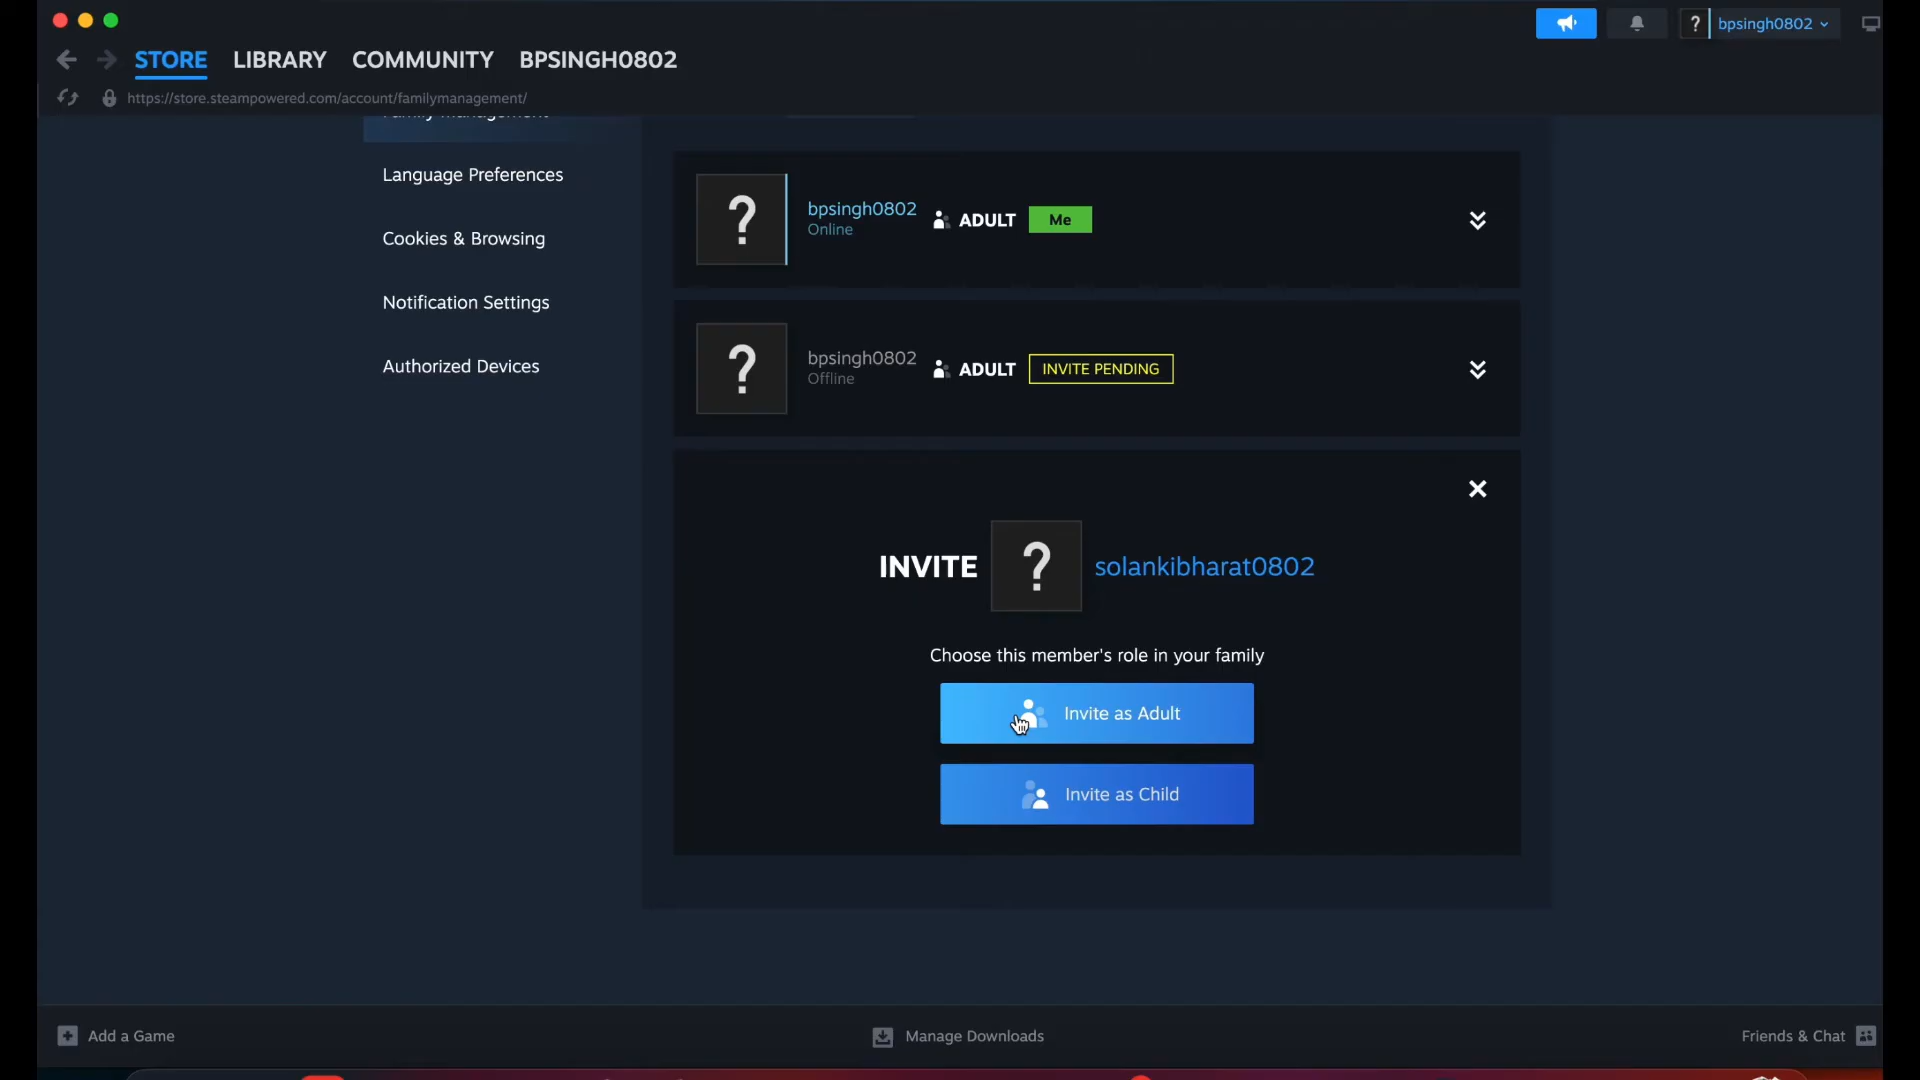 bpsingh0802
STORE LIBRARY COMMUNITY BPSINGH0802
https://store.steampowered.com/account/familymanagement/
Family Management
Language Preferences
Cookies & Browsing
Notification Settings
Authorized Devices
? bpsingh0802 ADULT Me
Online
? bpsingh0802 ADULT INVITE PENDING
Offline
INVITE ? solankibharat0802
Choose this member's role in your family
Invite as Adult
Invite as Child
Add a Game
Manage Downloads
Friends & Chat